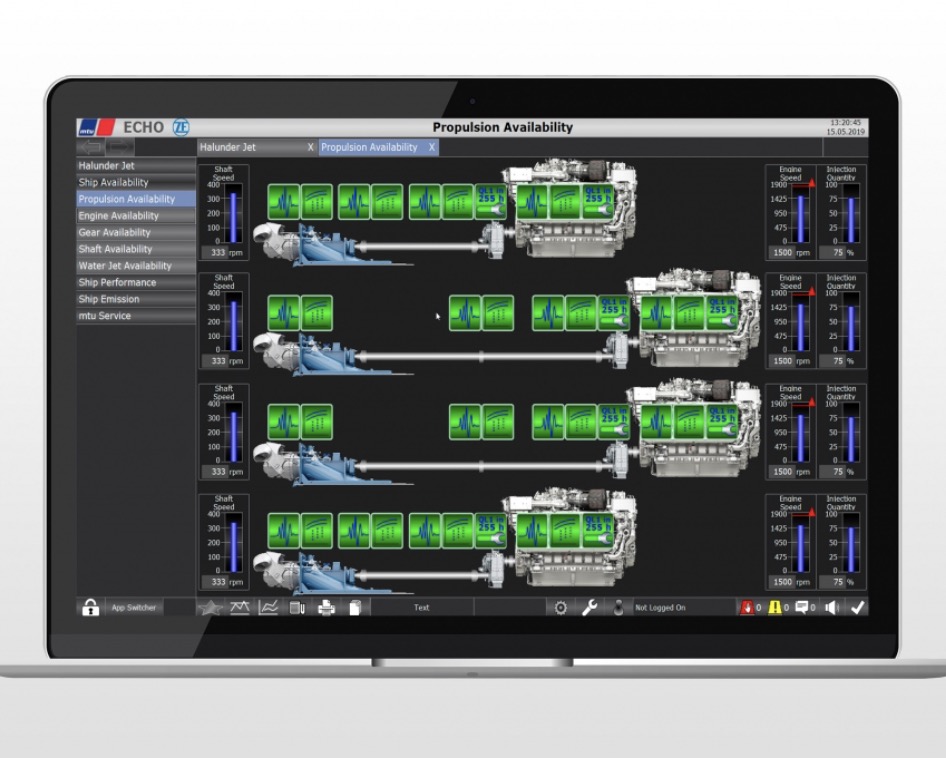 mtu ECHO ZF Propulsion Availability 13:20:45
15.05.2019
Halunder Jet X Propulsion Availability X
Halunder Jet
Ship Availability
Propulsion Availability
Engine Availability
Gear Availability
Shaft Availability
Water Jet Availability
Ship Performance
Ship Emission
mtu Service
Shaft
Speed
400
300
200
100
0
333 rpm
QL1 in
255 h
QL1 in
255 h
Engine
Speed
1900
1425
950
475
0
1500 rpm
Injection
Quantity
100
75
50
25
0
75 %
Shaft
Speed
400
300
200
100
0
333 rpm
QL1 in
255 h
QL1 in
255 h
Engine
Speed
1900
1425
950
475
0
1500 rpm
Injection
Quantity
100
75
50
25
0
75 %
Shaft
Speed
400
300
200
100
0
333 rpm
QL1 in
255 h
QL1 in
255 h
Engine
Speed
1900
1425
950
475
0
1500 rpm
Injection
Quantity
100
75
50
25
0
75 %
Shaft
Speed
400
300
200
100
0
333 rpm
QL1 in
255 h
QL1 in
255 h
Engine
Speed
1900
1425
950
475
0
1500 rpm
Injection
Quantity
100
75
50
25
0
75 %
App Switcher Text Not Logged On 0 0 0